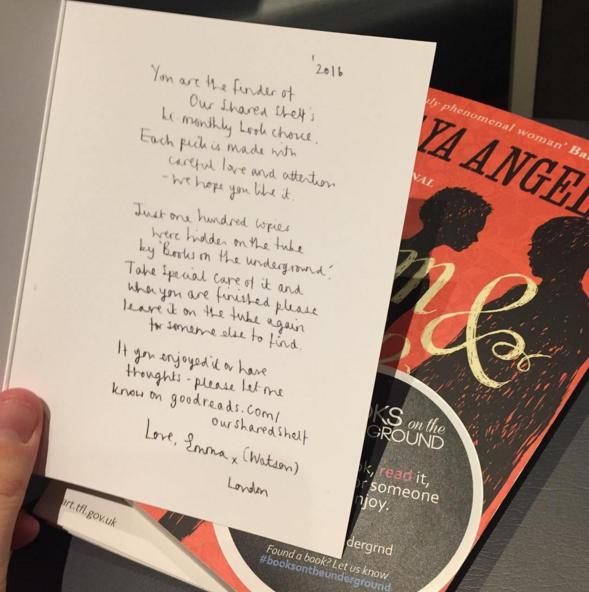 '2016
You are the finder of
Our Shared Shelf's
bi-monthly book choice.
Each pick is made with
careful love and attention
- we hope you like it.
Just one hundred copies
were hidden on the tube
by 'Books on the underground'.
Take special care of it and
when you are finished please
leave it on the tube again
for someone else to find.
If you enjoyed it or have
thoughts - please let me
know on goodreads.com/
oursharedshelf
Love, Emma x (Watson)
London
phenomenal woman'
YA ANGEL
NAL
m &
KS on the
GROUND
k, read it,
someone
njoy.
dergrnd
Found a book? Let us know
#booksontheunderground
art.tfl.gov.uk